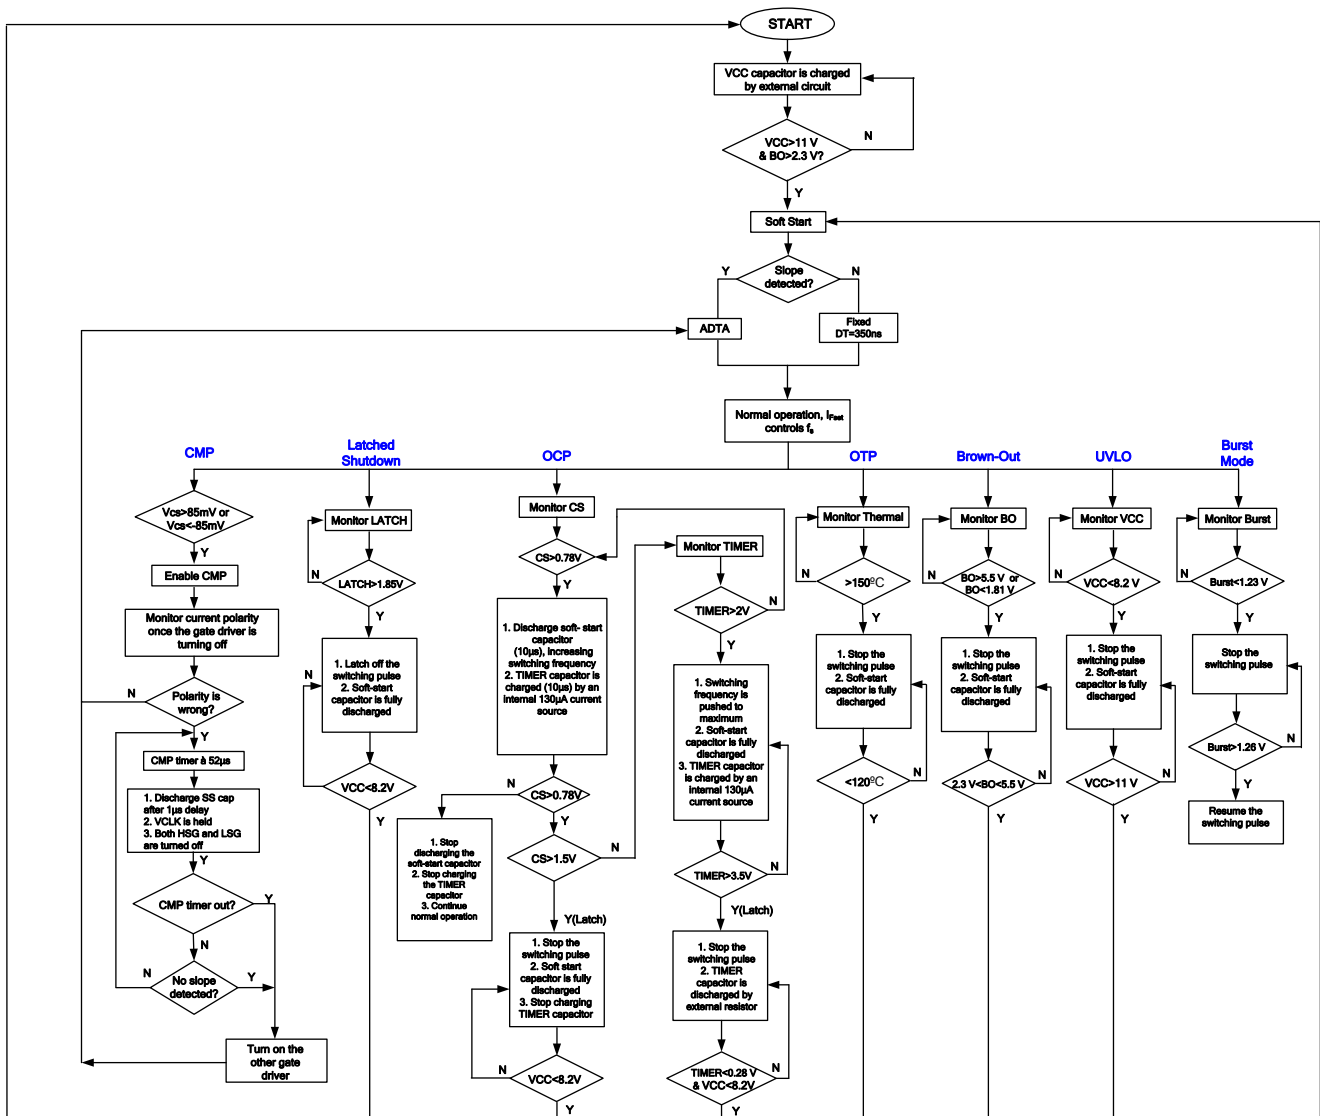 START
VCC capacitor is charged
by external circuit
VCC>11 V
& BO>2.3 V?
N
Y
Soft Start
Slope
detected?
Y
N
ADTA
Fixed
DT=350ns
Normal operation, IFset
controls fs
CMP
Vcs>85mV or
Vcs<-85mV
Y
Enable CMP
Monitor current polarity
once the gate driver is
turning off
Polarity is
wrong?
N
Y
CMP timer à 52µs
1. Discharge SS cap
after 1µs delay
2. VCLK is held
3. Both HSG and LSG
are turned off
Y
CMP timer out?
Y
N
No slope
detected?
N
Y
Turn on the
other gate
driver
Latched
Shutdown
Monitor LATCH
LATCH>1.85V
N
Y
1. Latch off the
switching pulse
2. Soft-start
capacitor is fully
discharged
N
VCC<8.2V
Y
OCP
Monitor CS
CS>0.78V
Y
1. Discharge soft- start
capacitor
(10µs), increasing
switching frequency
2. TIMER capacitor is
charged (10µs) by an
internal 130µA current
source
CS>0.78V
N
Y
1. Stop
discharging the
soft-start capacitor
2. Stop charging
the TIMER
capacitor
3. Continue
normal operation
CS>1.5V
N
Y(Latch)
1. Stop the
switching pulse
2. Soft start
capacitor is fully
discharged
3. Stop charging
TIMER capacitor
N
VCC<8.2V
Y
Monitor TIMER
TIMER>2V
N
Y
1. Switching
frequency is
pushed to
maximum
2. Soft-start
capacitor is fully
discharged
3. TIMER capacitor
is charged by an
internal 130µA
current source
TIMER>3.5V
N
Y(Latch)
1. Stop the
switching pulse
2. TIMER
capacitor is
discharged by
external resistor
TIMER<0.28 V
& VCC<8.2V
N
Y
OTP
Monitor Thermal
>150ºC
N
Y
1. Stop the
switching pulse
2. Soft-start
capacitor is fully
discharged
<120ºC
N
Y
Brown-Out
Monitor BO
BO>5.5 V or
BO<1.81 V
N
Y
1. Stop the
switching pulse
2. Soft-start
capacitor is fully
discharged
2.3 V<BO<5.5 V
N
Y
UVLO
Monitor VCC
VCC<8.2 V
N
Y
1. Stop the
switching pulse
2. Soft-start
capacitor is fully
discharged
VCC>11 V
N
Y
Burst
Mode
Monitor Burst
Burst<1.23 V
N
Y
Stop the
switching pulse
Burst>1.26 V
N
Y
Resume the
switching pulse